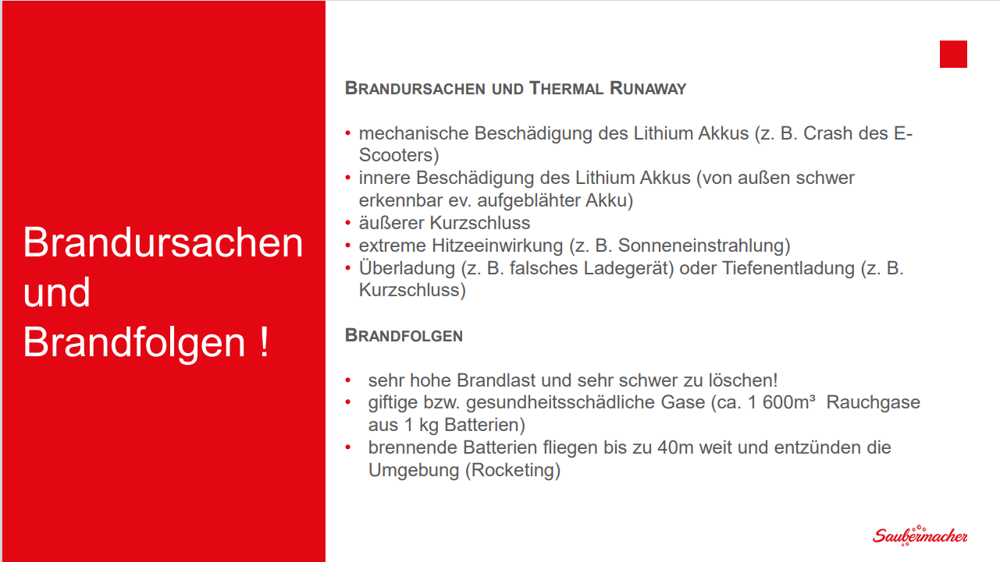 Brandursachen
und
Brandfolgen !
BRANDURSACHEN UND THERMAL RUNAWAY
• mechanische Beschädigung des Lithium Akkus (z. B. Crash des E-
Scooters)
• innere Beschädigung des Lithium Akkus (von außen schwer
erkennbar ev. aufgeblähter Akku)
• äußerer Kurzschluss
• extreme Hitzeeinwirkung (z. B. Sonneneinstrahlung)
• Überladung (z. B. falsches Ladegerät) oder Tiefenentladung (z. B.
Kurzschluss)
BRANDFOLGEN
• sehr hohe Brandlast und sehr schwer zu löschen!
• giftige bzw. gesundheitsschädliche Gase (ca. 1 600m³  Rauchgase
aus 1 kg Batterien)
• brennende Batterien fliegen bis zu 40m weit und entzünden die
Umgebung (Rocketing)
Saubermacher